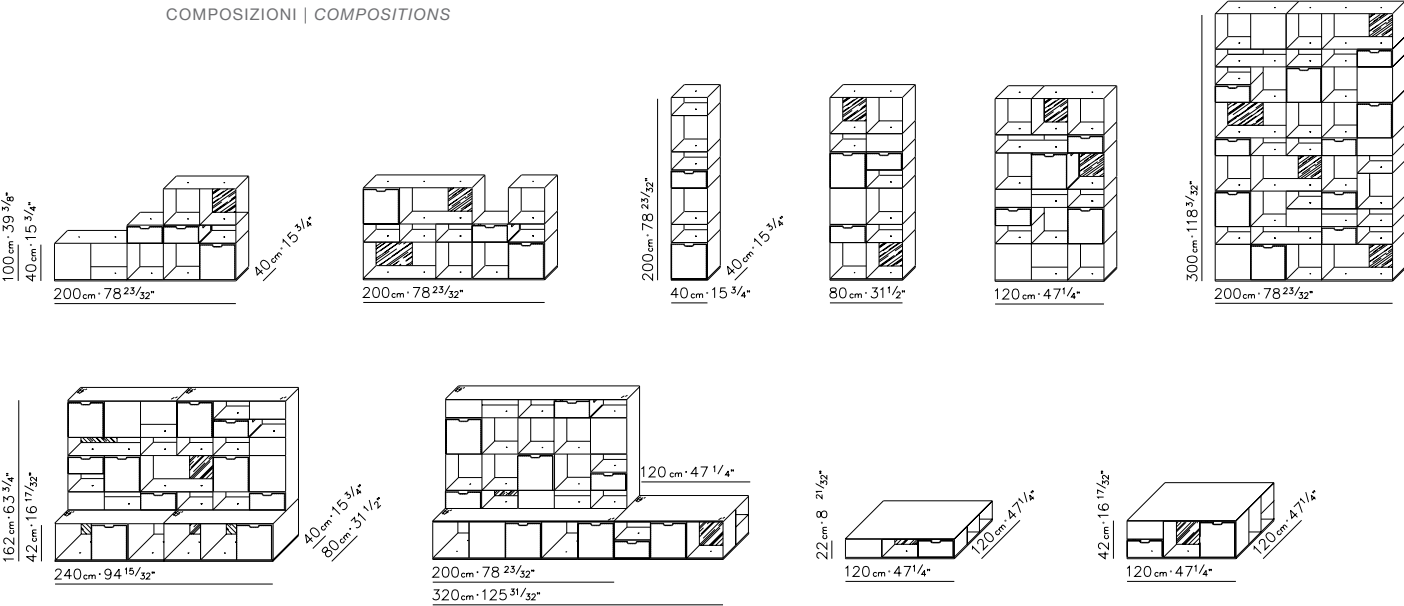 COMPOSIZIONI | COMPOSITIONS
100cm·39 3/8"
40cm·15 3/4"
200cm·78 23/32"
40cm·15 3/4"
200cm·78 23/32"
200cm·78 23/32"
40cm·15 3/4"
40cm·15 3/4"
80cm·31 1/2"
120cm·47 1/4"
300cm·118 3/32"
200cm·78 23/32"
162cm·63 3/4"
42cm·16 17/32"
240cm·94 15/32"
40cm·15 3/4"
80cm·31 1/2"
120cm·47 1/4"
200cm·78 23/32"
320cm·125 31/32"
22cm·8 21/32"
120cm·47 1/4"
120cm·47 1/4"
42cm·16 17/32"
120cm·47 1/4"
120cm·47 1/4"